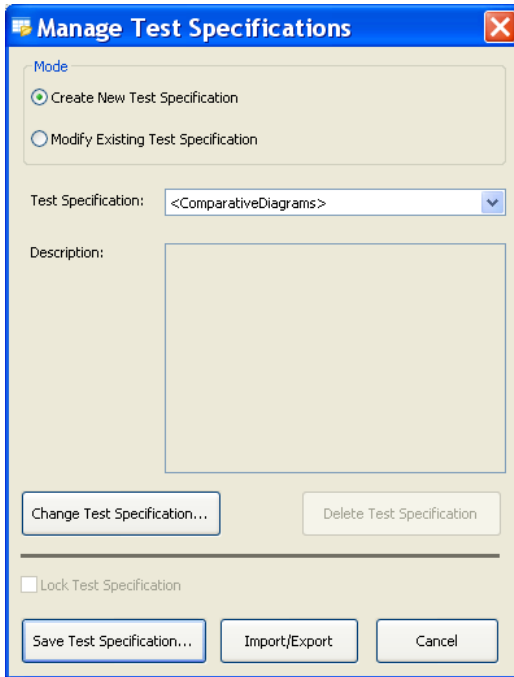 Manage Test Specifications
Mode
Create New Test Specification
Modify Existing Test Specification
Test Specification: <ComparativeDiagrams>
Description:
Change Test Specification... Delete Test Specification
Lock Test Specification
Save Test Specification... Import/Export Cancel